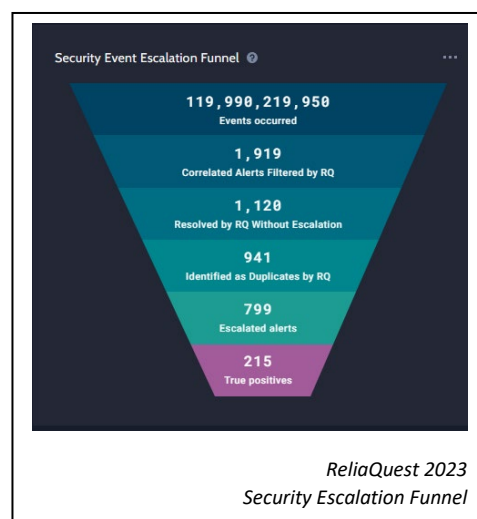 Security Event Escalation Funnel ?
119,990,219,950
Events occurred
1,919
Correlated Alerts Filtered by RQ
1,120
Resolved by RQ Without Escalation
941
Identified as Duplicates by RQ
799
Escalated alerts
215
True positives
ReliaQuest 2023
Security Escalation Funnel